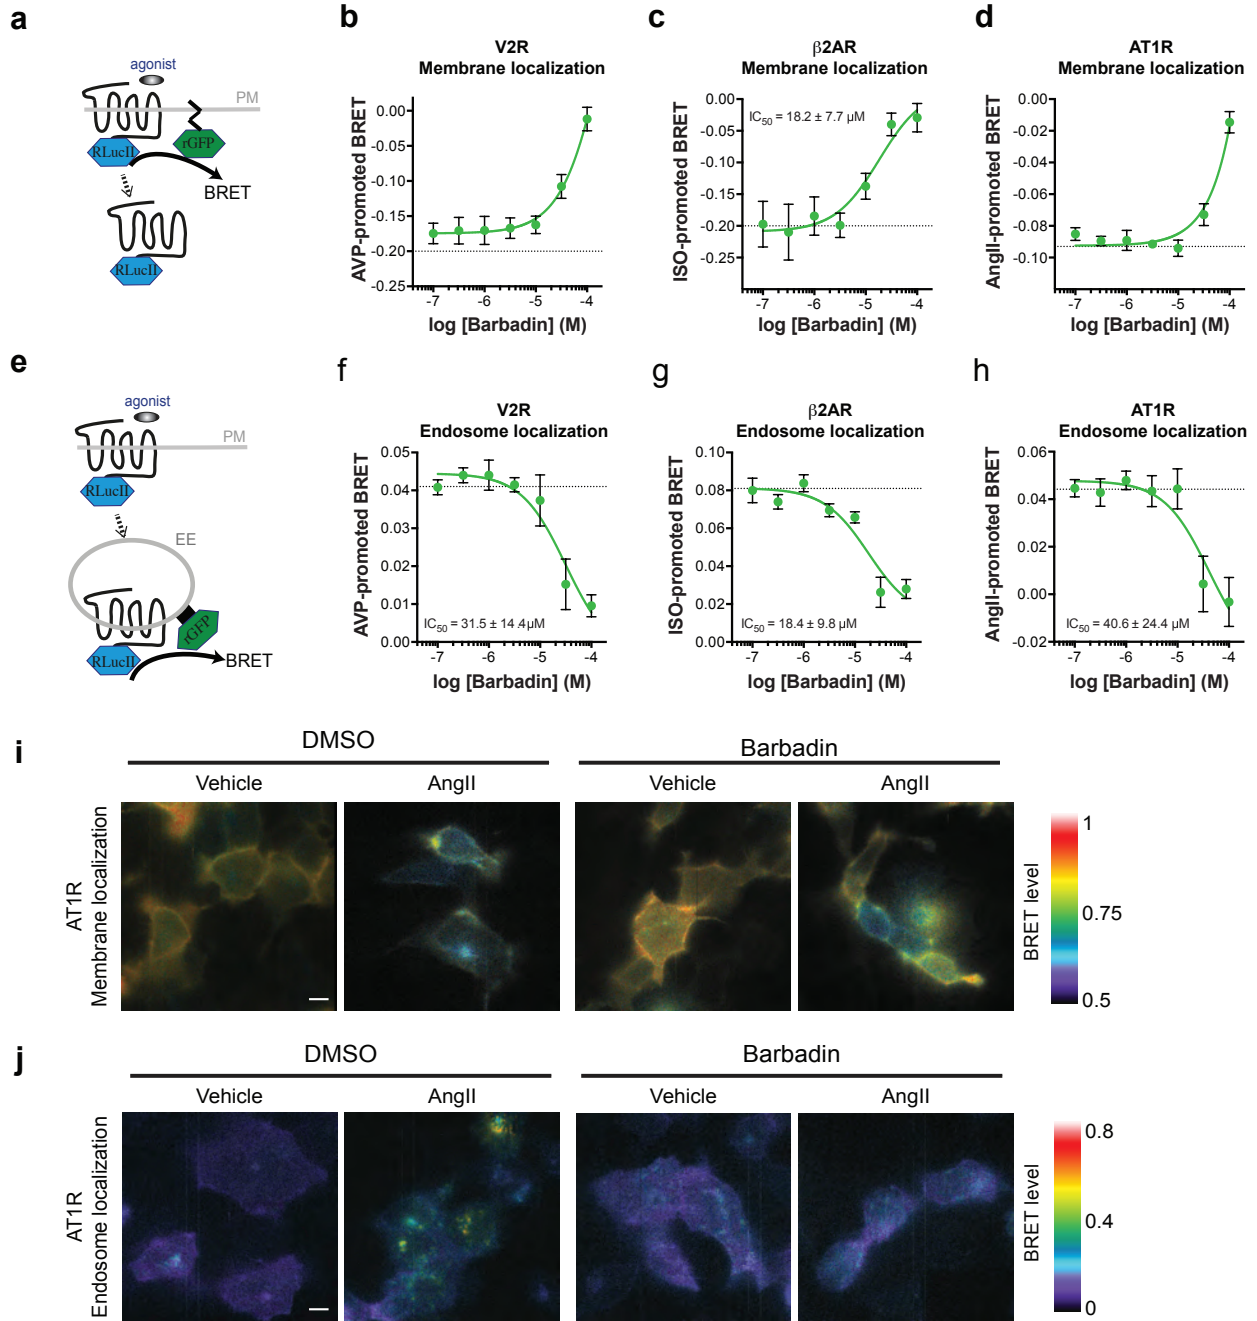 a
agonist
PM
RLucII
rGFP
BRET
RLucII
b
V2R
Membrane localization
AVP-promoted BRET
0.00
-0.05
-0.10
-0.15
-0.20
-0.25
-7
-6
-5
-4
log [Barbadin] (M)
c
β2AR
Membrane localization
ISO-promoted BRET
IC50 = 18.2 ± 7.7 µM
0.00
-0.05
-0.10
-0.15
-0.20
-0.25
-7
-6
-5
-4
log [Barbadin] (M)
d
AT1R
Membrane localization
AngII-promoted BRET
0.00
-0.02
-0.04
-0.06
-0.08
-0.10
-7
-6
-5
-4
log [Barbadin] (M)
e
agonist
PM
RLucII
EE
rGFP
RLucII
BRET
f
V2R
Endosome localization
AVP-promoted BRET
0.05
0.04
0.03
0.02
0.01
0.00
IC50 = 31.5 ± 14.4 µM
-7
-6
-5
-4
log [Barbadin] (M)
g
β2AR
Endosome localization
ISO-promoted BRET
0.10
0.08
0.06
0.04
0.02
0.00
IC50 = 18.4 ± 9.8 µM
-7
-6
-5
-4
log [Barbadin] (M)
h
AT1R
Endosome localization
AngII-promoted BRET
0.06
0.04
0.02
0.00
-0.02
IC50 = 40.6 ± 24.4 µM
-7
-6
-5
-4
log [Barbadin] (M)
i
DMSO
Barbadin
Vehicle
AngII
Vehicle
AngII
AT1R
Membrane localization
BRET level
1
0.75
0.5
j
DMSO
Barbadin
Vehicle
AngII
Vehicle
AngII
AT1R
Endosome localization
BRET level
0.8
0.4
0